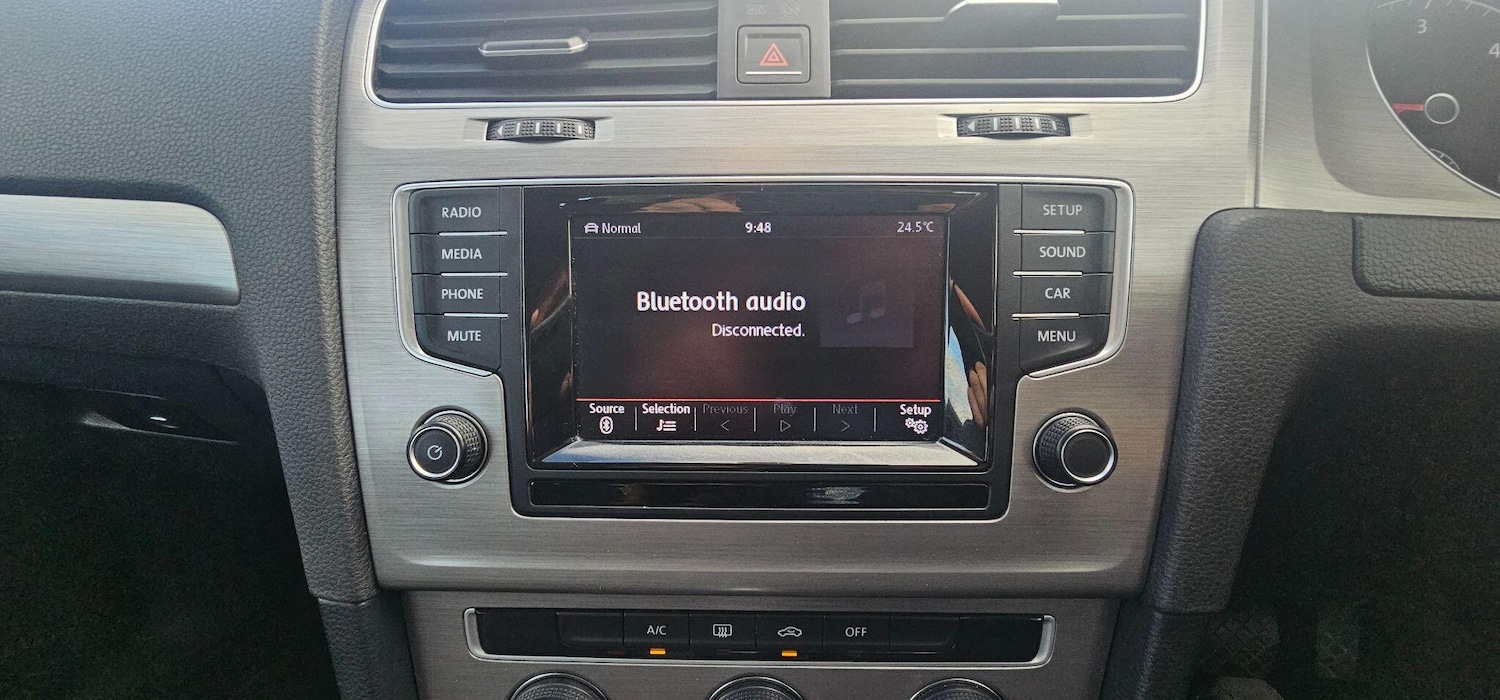 3
4
RADIO
MEDIA
PHONE
MUTE
Normal
9:48
24.5°C
Bluetooth audio
Disconnected.
Source
Selection
Previous
Play
Next
Setup
SETUP
SOUND
CAR
MENU
A/C
OFF